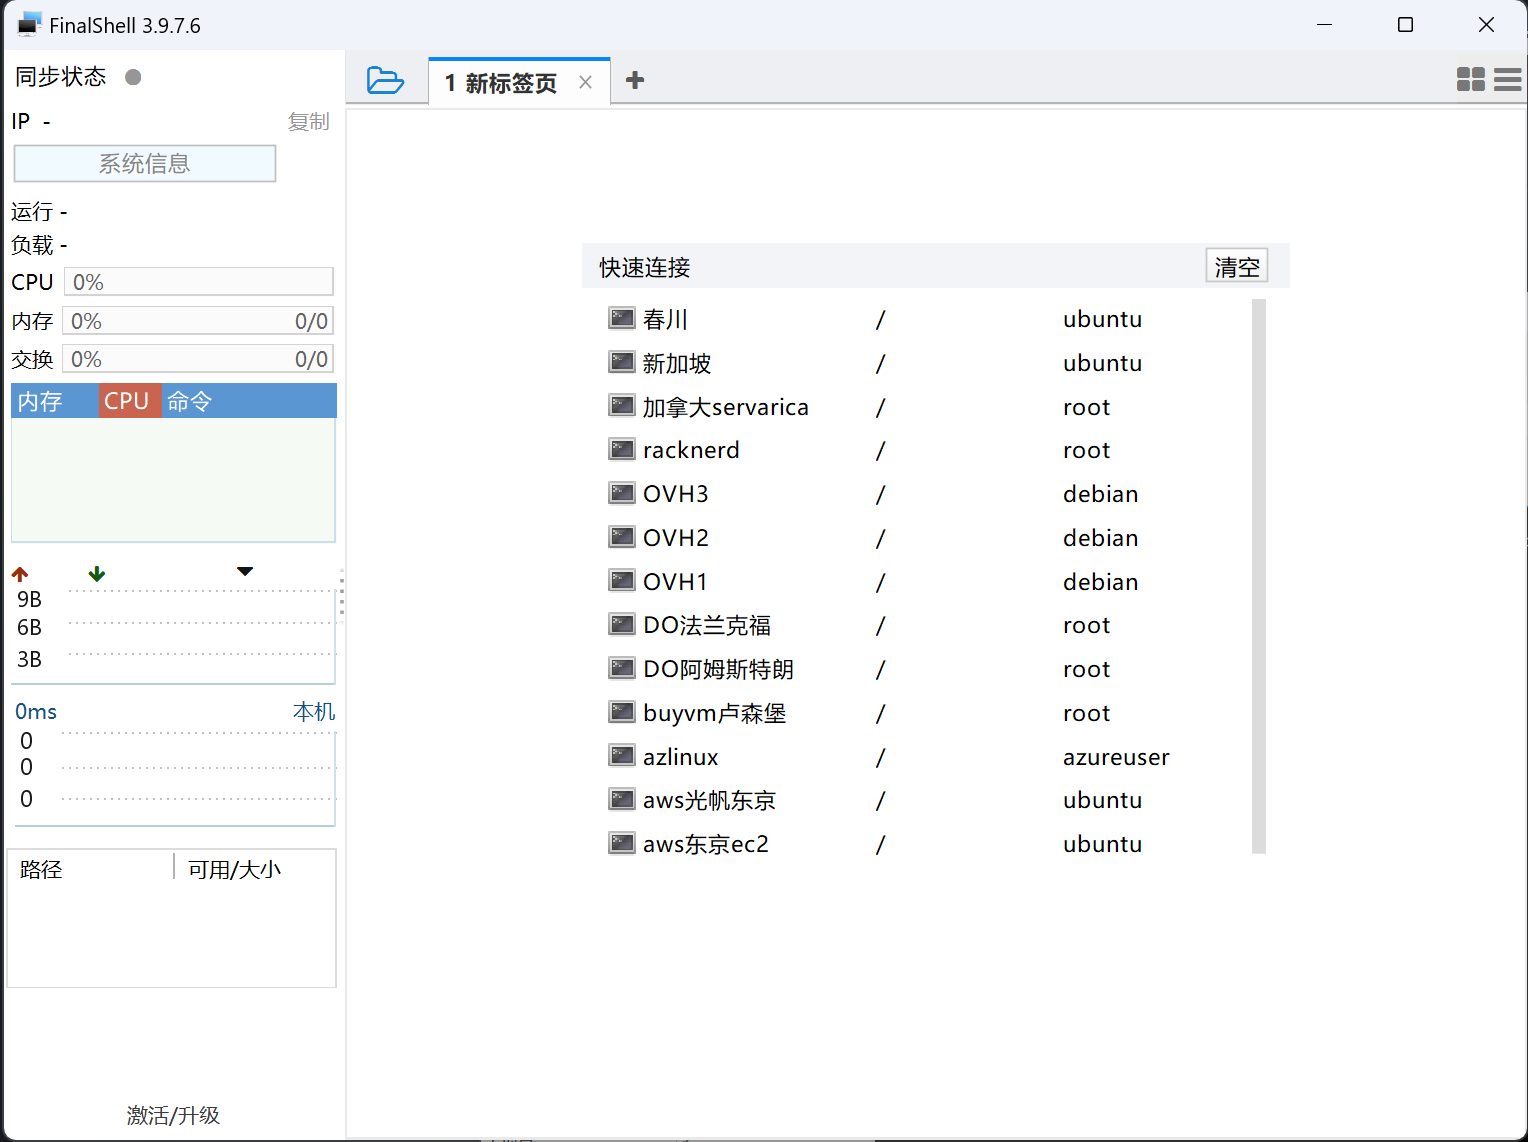 FinalShell 3.9.7.6
同步状态
1 新标签页
IP -
复制
系统信息
运行 -
负载 -
CPU 0%
内存 0% 0/0
交换 0% 0/0
内存 CPU 命令
9B
6B
3B
0ms 本机
0
0
0
路径 可用/大小
激活/升级
快速连接 清空
春川 / ubuntu
新加坡 / ubuntu
加拿大servarica / root
racknerd / root
OVH3 / debian
OVH2 / debian
OVH1 / debian
DO法兰克福 / root
DO阿姆斯特朗 / root
buyvm卢森堡 / root
azlinux / azureuser
aws光帆东京 / ubuntu
aws东京ec2 / ubuntu